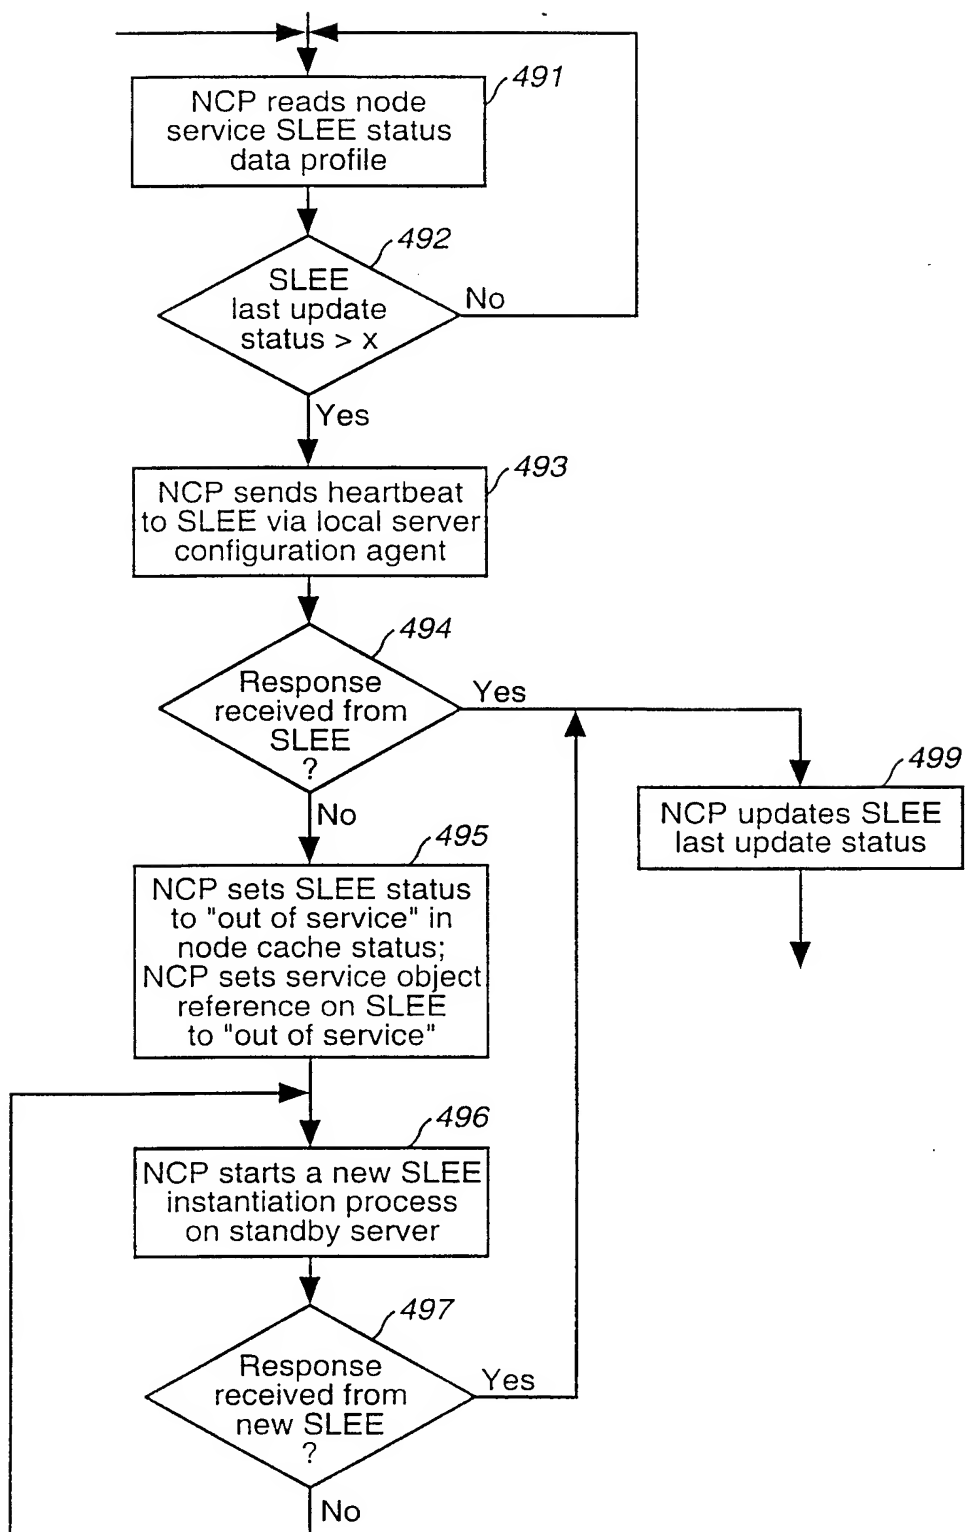 491
NCP reads node
service SLEE status
data profile
492
SLEE
last update
status > x
No
Yes
493
NCP sends heartbeat
to SLEE via local server
configuration agent
494
Response
received from
SLEE
?
Yes
No
499
NCP updates SLEE
last update status
495
NCP sets SLEE status
to "out of service" in
node cache status;
NCP sets service object
reference on SLEE
to "out of service"
496
NCP starts a new SLEE
instantiation process
on standby server
497
Response
received from
new SLEE
?
Yes
No